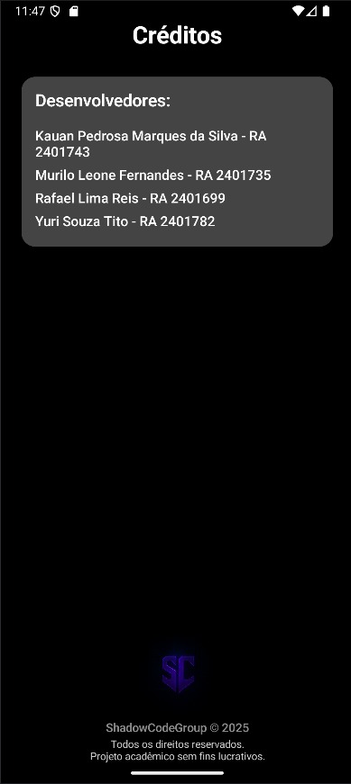 11:47
Créditos
Desenvolvedores:
Kauan Pedrosa Marques da Silva - RA
2401743
Murilo Leone Fernandes - RA 2401735
Rafael Lima Reis - RA 2401699
Yuri Souza Tito - RA 2401782
SC
ShadowCodeGroup © 2025
Todos os direitos reservados.
Projeto acadêmico sem fins lucrativos.